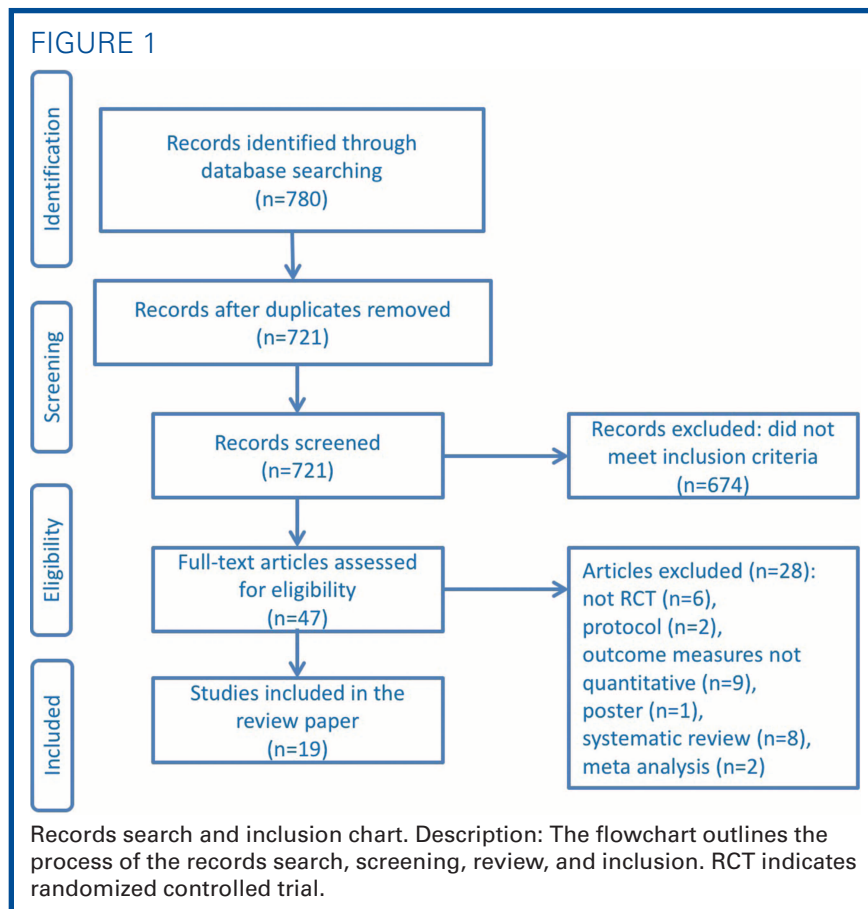 FIGURE 1
Identification
Records identified through
database searching
(n=780)
Screening
Records after duplicates removed
(n=721)
Records screened
(n=721)
Records excluded: did not
meet inclusion criteria
(n=674)
Eligibility
Full-text articles assessed
for eligibility
(n=47)
Articles excluded (n=28):
not RCT (n=6),
protocol (n=2),
outcome measures not
quantitative (n=9),
poster (n=1),
systematic review (n=8),
meta analysis (n=2)
Included
Studies included in the
review paper
(n=19)
Records search and inclusion chart. Description: The flowchart outlines the
process of the records search, screening, review, and inclusion. RCT indicates
randomized controlled trial.